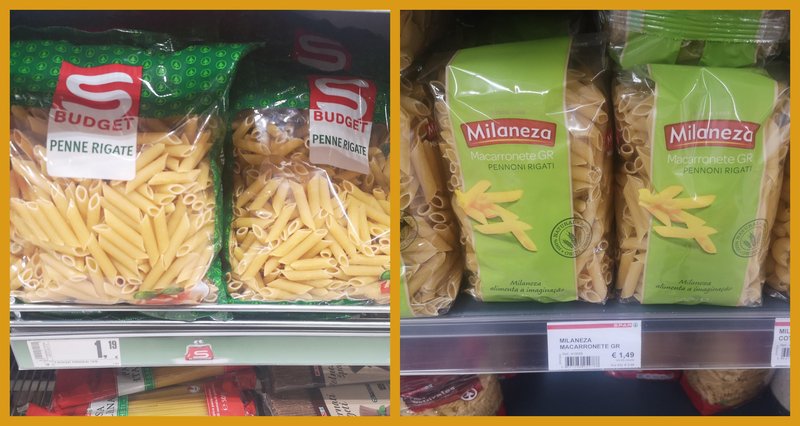 S
BUDGET
PENNE RIGATE
S
BUDGET
PENNE RIGATE
1.19
S
Milaneza
Macarronete GR
PENNONI RIGATI
Milaneza
alimenta a imaginação
Milaneza
Macarronete GR
PENNONI RIGATI
Milaneza
alimenta a imaginação
SPAR
MILANEZA
MACARRONETE GR
€ 1,49